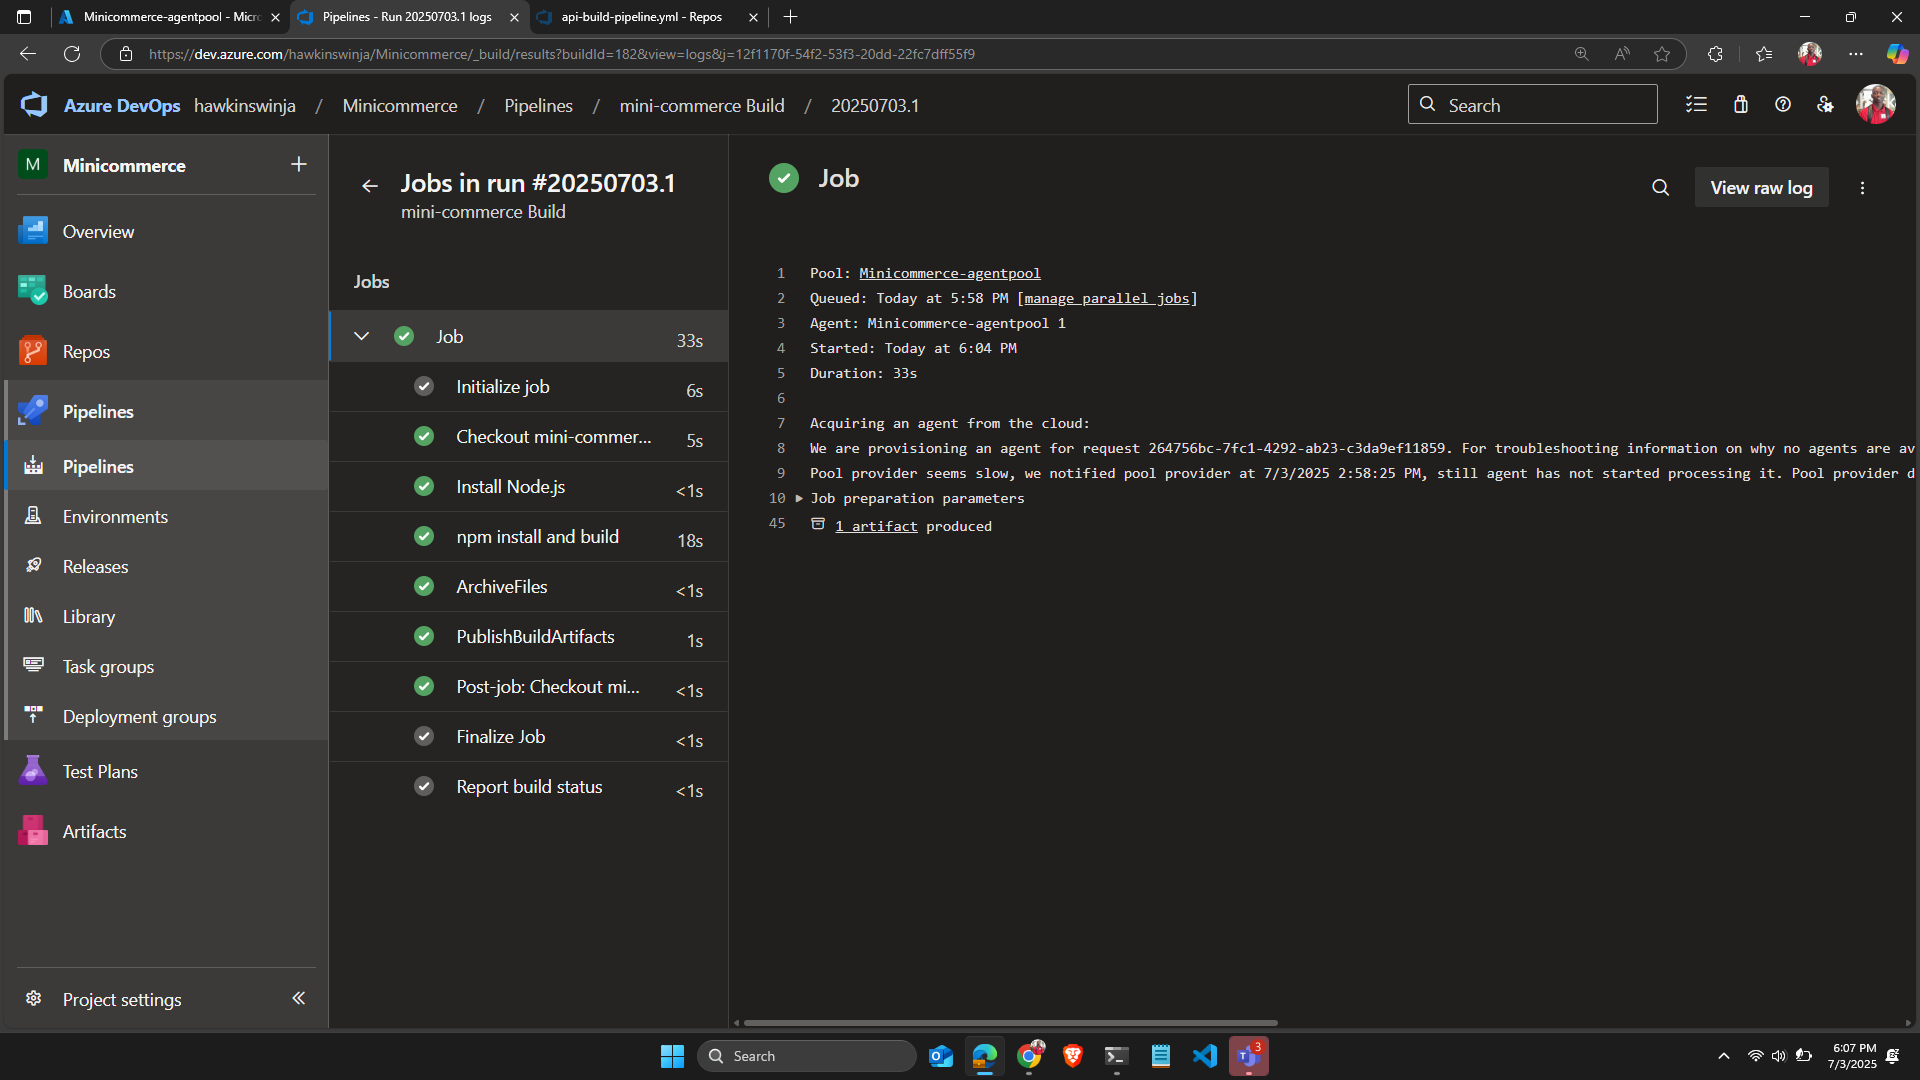 Minicommerce-agentpool - Micro
Pipelines - Run 20250703.1 logs
api-build-pipeline.yml - Repos
https://dev.azure.com/hawkinswinja/Minicommerce/_build/results?buildId=182&view=logs&j=12f1170f-54f2-53f3-20dd-22fc7dff55f9
Azure DevOps hawkinswinja / Minicommerce / Pipelines / mini-commerce Build / 20250703.1
Search
M Minicommerce
Overview
Boards
Repos
Pipelines
Pipelines
Environments
Releases
Library
Task groups
Deployment groups
Test Plans
Artifacts
Project settings
Jobs in run #20250703.1
mini-commerce Build
Jobs
Job 33s
Initialize job 6s
Checkout mini-commer... 5s
Install Node.js <1s
npm install and build 18s
ArchiveFiles <1s
PublishBuildArtifacts 1s
Post-job: Checkout mi... <1s
Finalize Job <1s
Report build status <1s
Job
View raw log
1 Pool: Minicommerce-agentpool
2 Queued: Today at 5:58 PM [manage parallel jobs]
3 Agent: Minicommerce-agentpool 1
4 Started: Today at 6:04 PM
5 Duration: 33s
6
7 Acquiring an agent from the cloud:
8 We are provisioning an agent for request 264756bc-7fc1-4292-ab23-c3da9ef11859. For troubleshooting information on why no agents are av
9 Pool provider seems slow, we notified pool provider at 7/3/2025 2:58:25 PM, still agent has not started processing it. Pool provider d
10 Job preparation parameters
45 1 artifact produced
Search
3
6:07 PM
7/3/2025